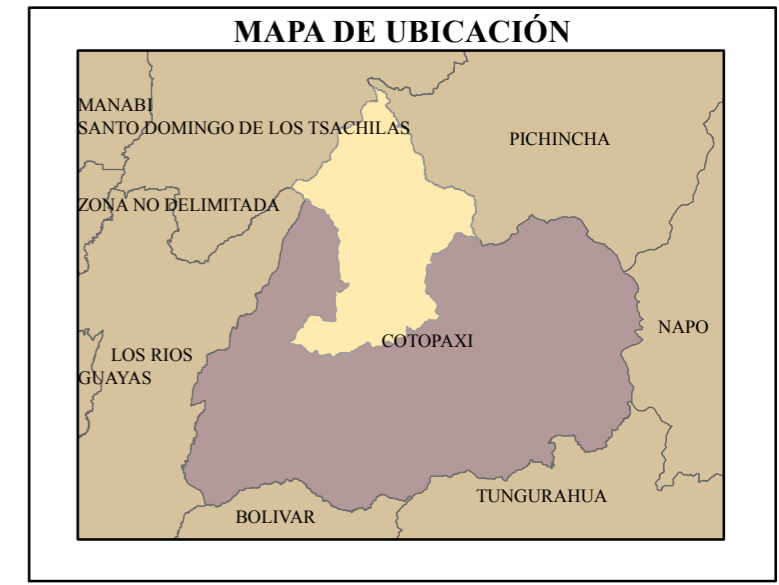 MAPA DE UBICACIÓN
MANABI
SANTO DOMINGO DE LOS TSACHILAS
PICHINCHA
ZONA NO DELIMITADA
NAPO
COTOPAXI
LOS RIOS
GUAYAS
TUNGURAHUA
BOLIVAR